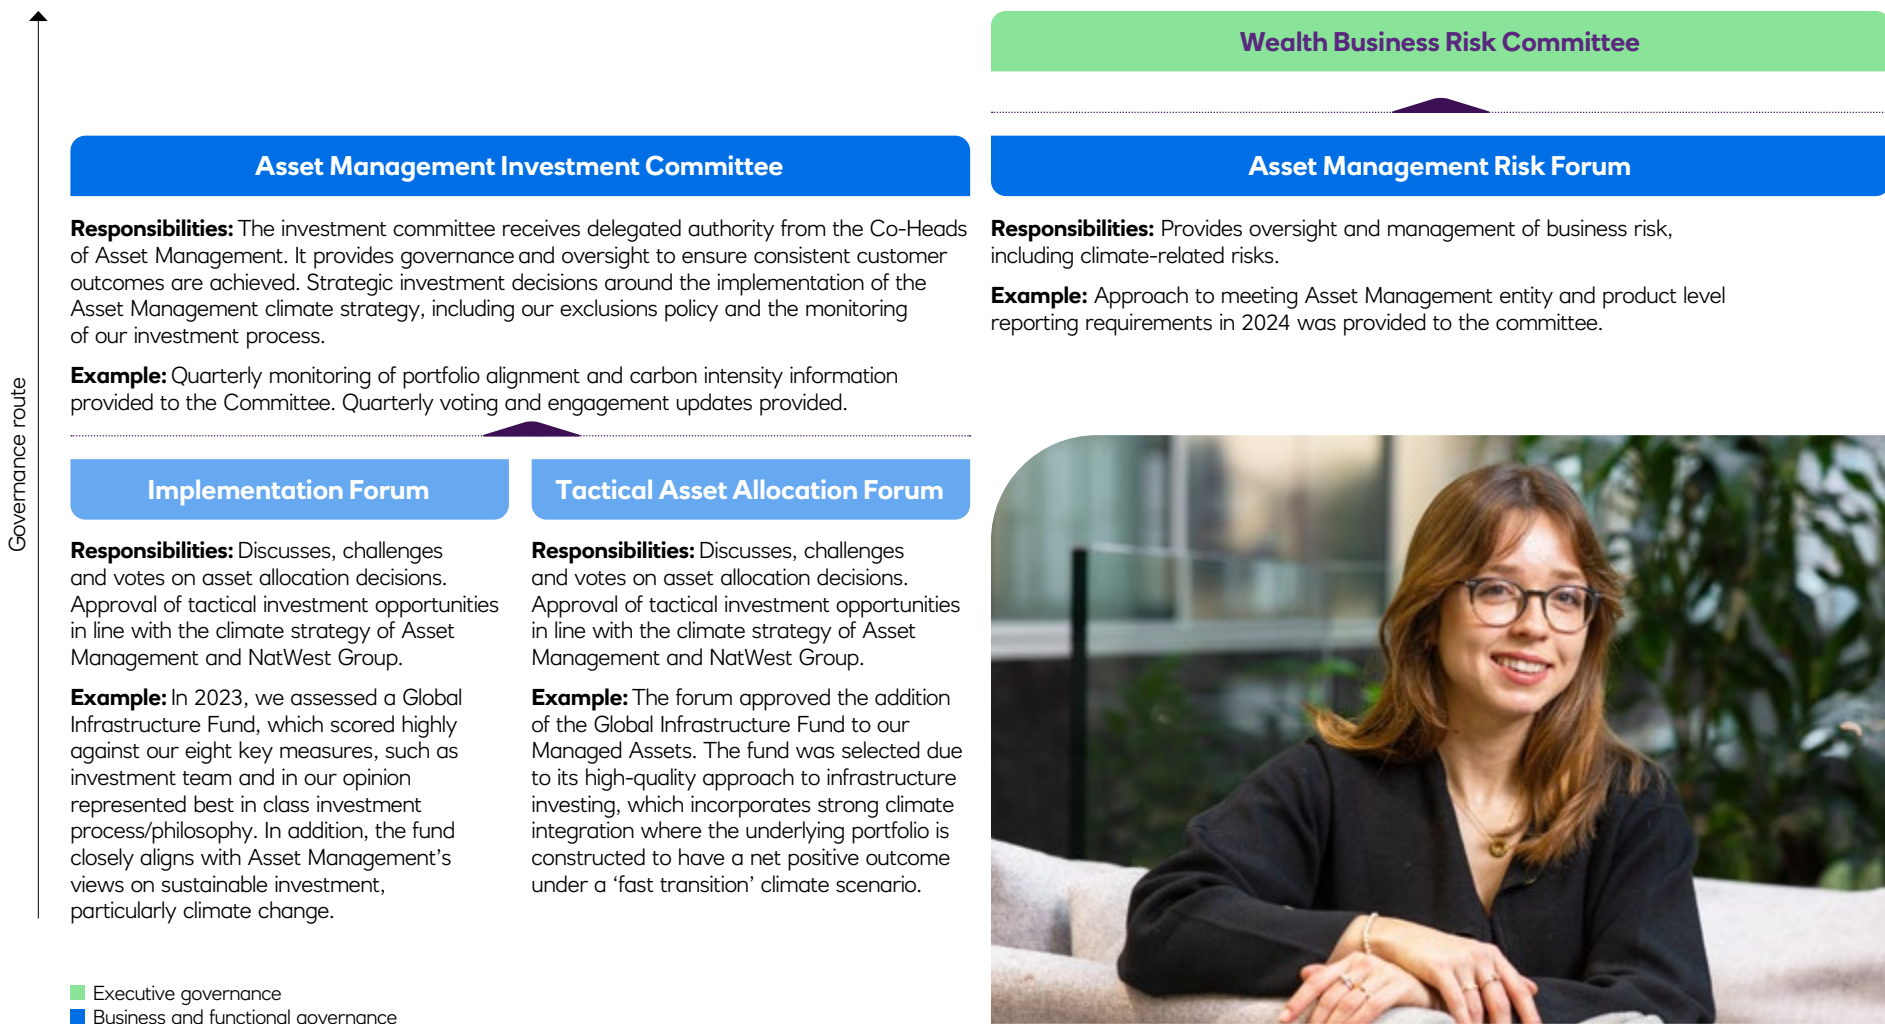 Governance route
Wealth Business Risk Committee
Asset Management Investment Committee
Responsibilities: The investment committee receives delegated authority from the Co-Heads
of Asset Management. It provides governance and oversight to ensure consistent customer
outcomes are achieved. Strategic investment decisions around the implementation of the
Asset Management climate strategy, including our exclusions policy and the monitoring
of our investment process.
Example: Quarterly monitoring of portfolio alignment and carbon intensity information
provided to the Committee. Quarterly voting and engagement updates provided.
Asset Management Risk Forum
Responsibilities: Provides oversight and management of business risk,
including climate-related risks.
Example: Approach to meeting Asset Management entity and product level
reporting requirements in 2024 was provided to the committee.
Implementation Forum
Responsibilities: Discusses, challenges
and votes on asset allocation decisions.
Approval of tactical investment opportunities
in line with the climate strategy of Asset
Management and NatWest Group.
Example: In 2023, we assessed a Global
Infrastructure Fund, which scored highly
against our eight key measures, such as
investment team and in our opinion
represented best in class investment
process/philosophy. In addition, the fund
closely aligns with Asset Management’s
views on sustainable investment,
particularly climate change.
Tactical Asset Allocation Forum
Responsibilities: Discusses, challenges
and votes on asset allocation decisions.
Approval of tactical investment opportunities
in line with the climate strategy of Asset
Management and NatWest Group.
Example: The forum approved the addition
of the Global Infrastructure Fund to our
Managed Assets. The fund was selected due
to its high-quality approach to infrastructure
investing, which incorporates strong climate
integration where the underlying portfolio is
constructed to have a net positive outcome
under a ‘fast transition’ climate scenario.
Executive governance
Business and functional governance